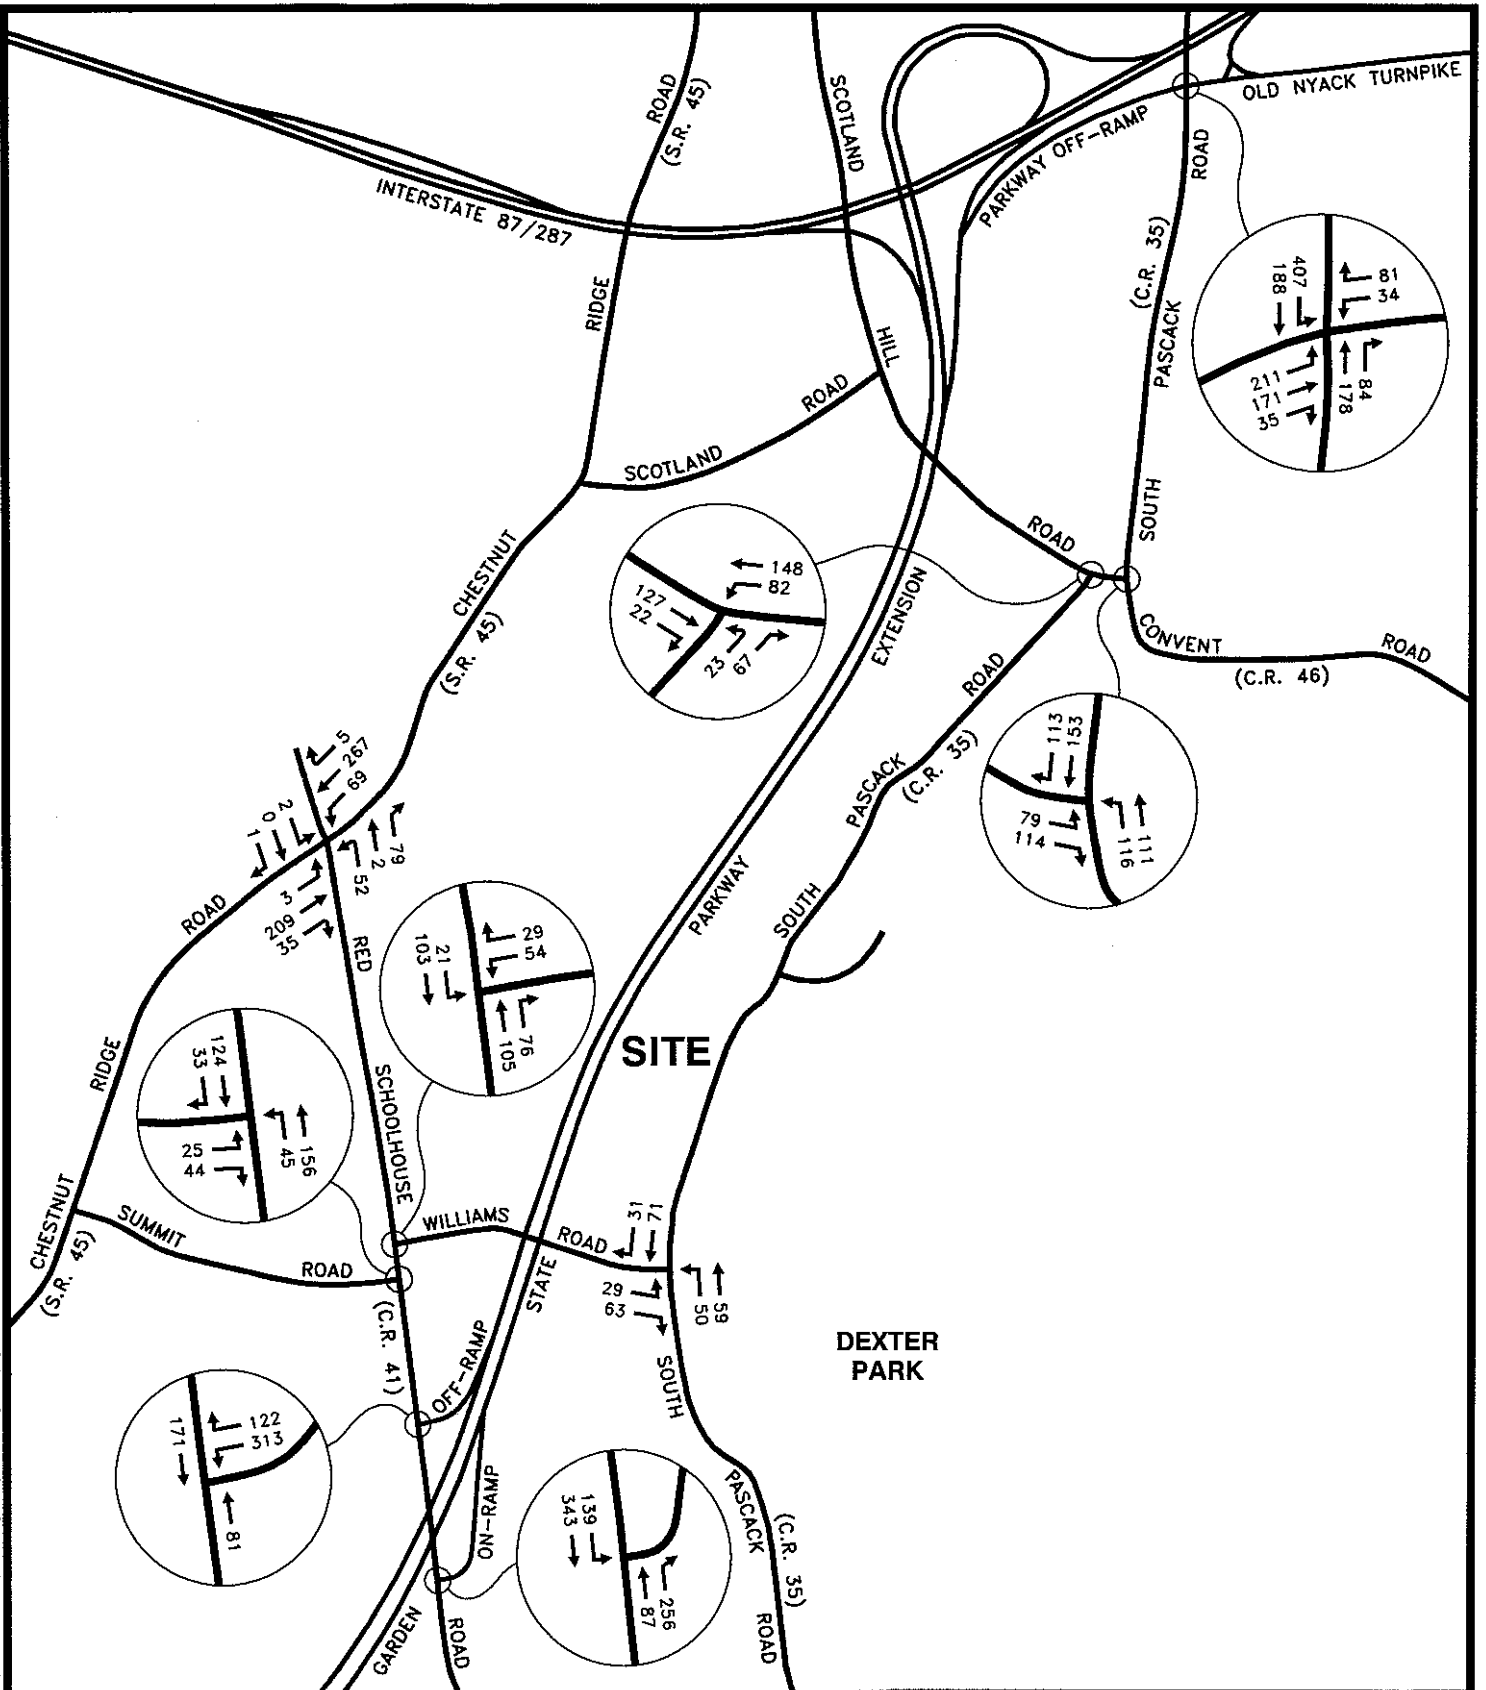 ROAD
(S.R. 45)
SCOTLAND
OLD NYACK TURNPIKE
PARKWAY OFF-RAMP
ROAD
INTERSTATE 87/287
(C.R. 35)
RIDGE
PASCACK
HILL
407
188
81
34
211
171
35
178
84
ROAD
SCOTLAND
SOUTH
ROAD
CHESTNUT
(S.R. 45)
148
82
127
22
23
67
EXTENSION
CONVENT
ROAD
(C.R. 46)
ROAD
PASCACK
(C.R. 35)
113
153
79
114
116
111
5
267
69
2
0
1
3
209
35
52
2
79
ROAD
RED
PARKWAY
SOUTH
21
103
29
54
105
76
SITE
RIDGE
SCHOOLHOUSE
124
33
25
44
45
156
CHESTNUT
(S.R. 45)
SUMMIT
ROAD
WILLIAMS
ROAD
31
71
29
63
50
59
STATE
(C.R. 41)
OFF-RAMP
DEXTER
PARK
SOUTH
171
122
313
81
ON-RAMP
139
343
87
256
PASCACK
(C.R. 35)
GARDEN
ROAD
ROAD